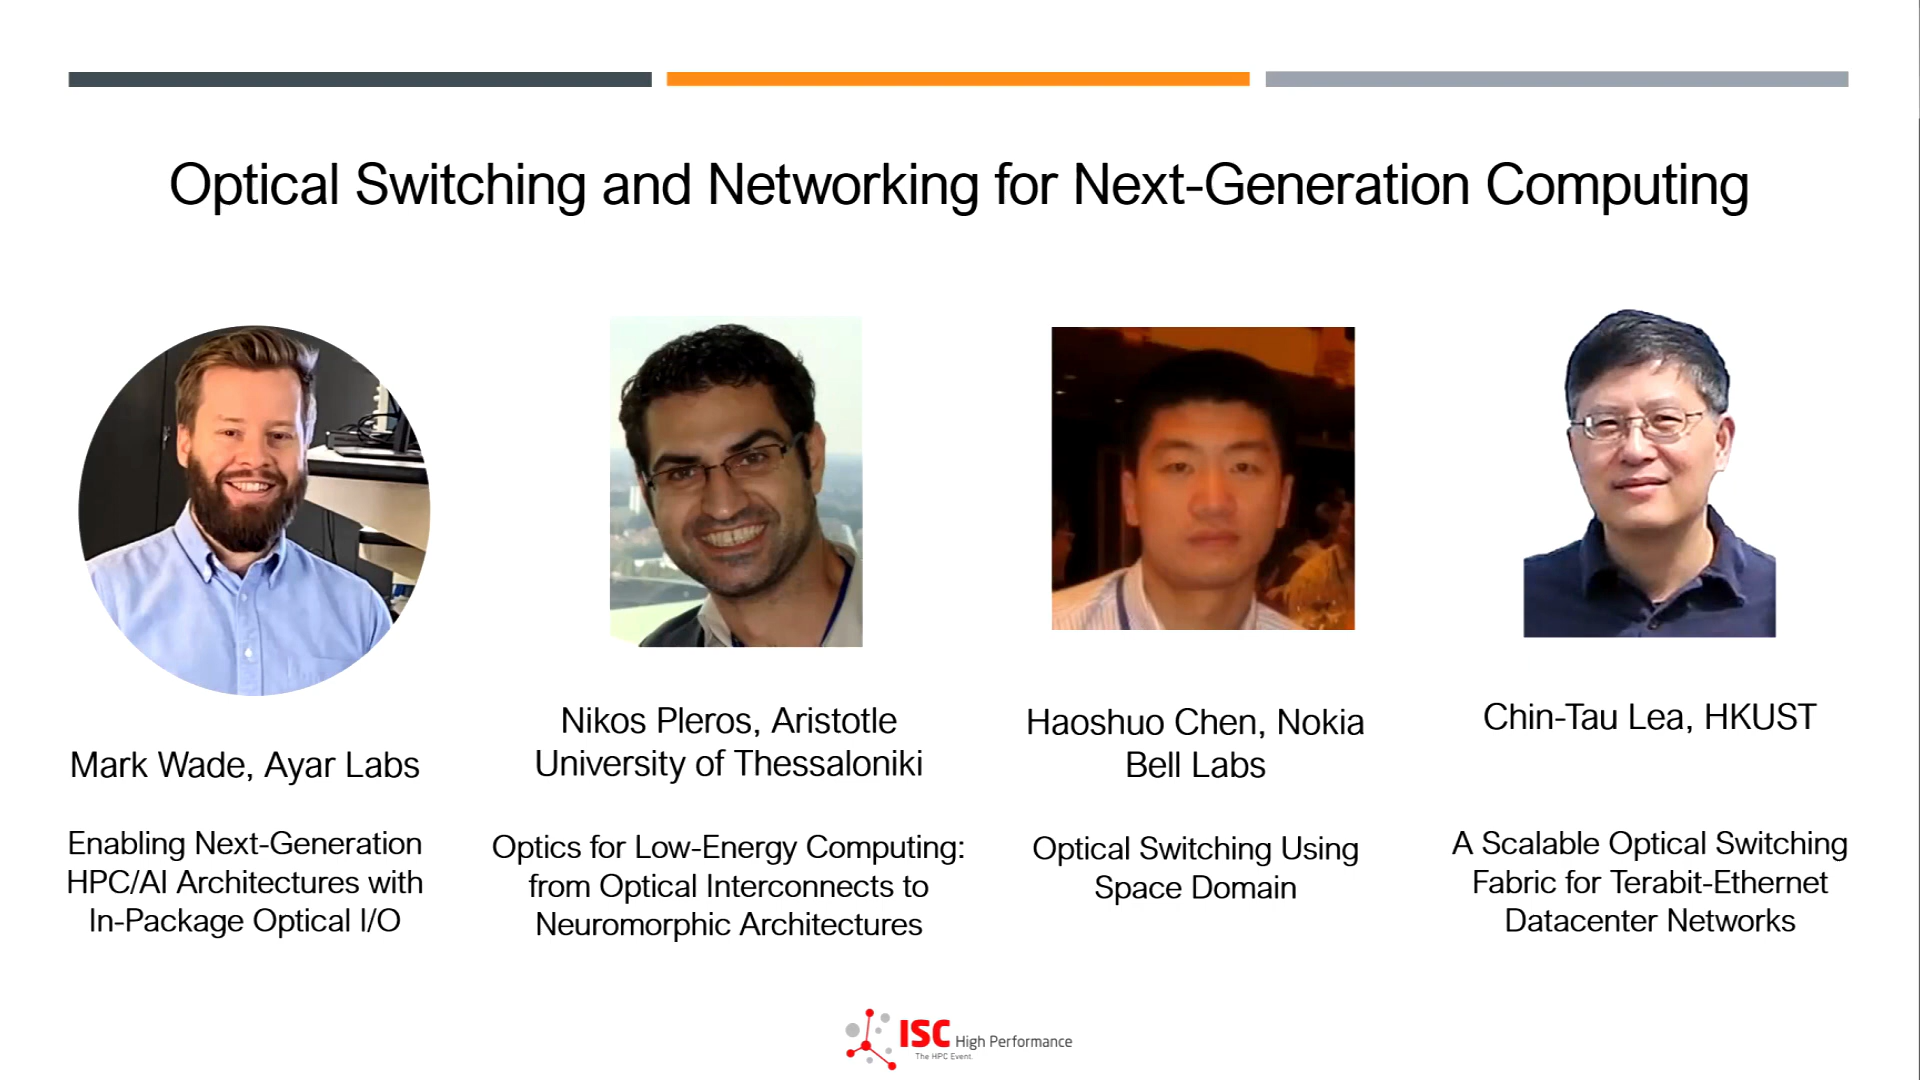 Optical Switching and Networking for Next-Generation Computing
Mark Wade, Ayar Labs
Enabling Next-Generation
HPC/AI Architectures with
In-Package Optical I/O
Nikos Pleros, Aristotle
University of Thessaloniki
Optics for Low-Energy Computing:
from Optical Interconnects to
Neuromorphic Architectures
Haoshuo Chen, Nokia
Bell Labs
Optical Switching Using
Space Domain
Chin-Tau Lea, HKUST
A Scalable Optical Switching
Fabric for Terabit-Ethernet
Datacenter Networks
ISC High Performance
The HPC Event.